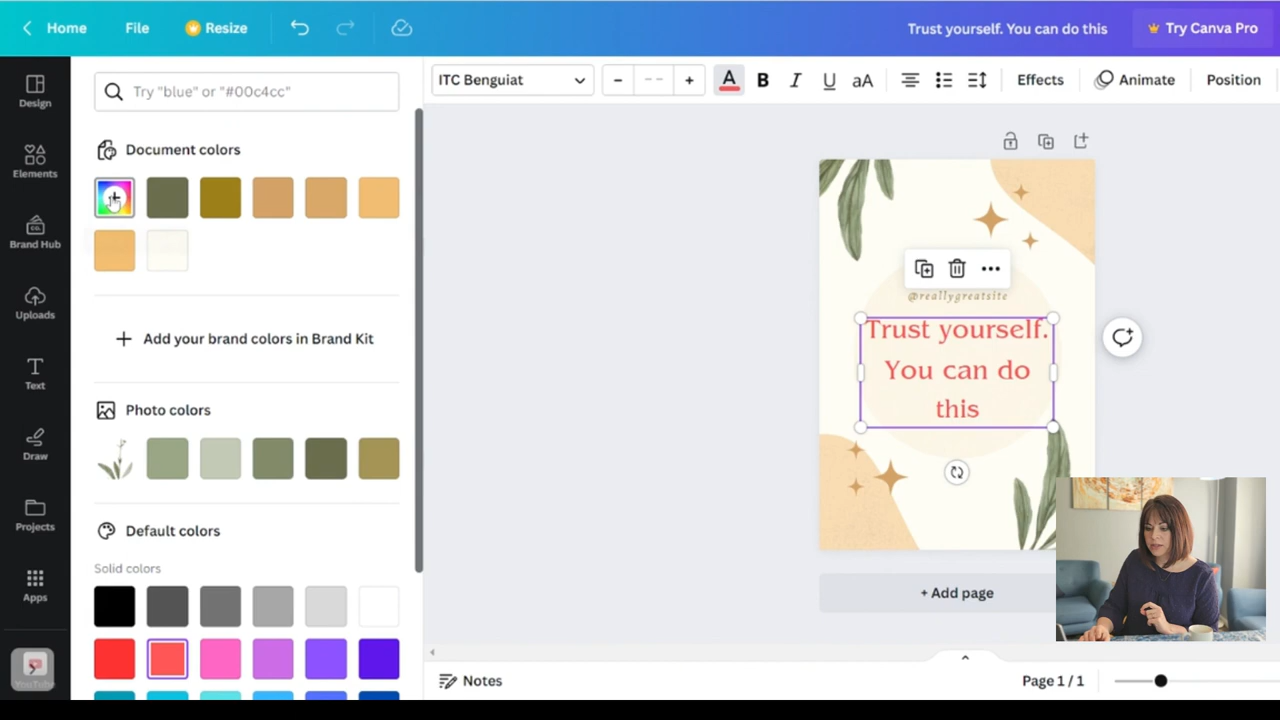 Home
File
Resize
Trust yourself. You can do this
Try Canva Pro
Design
Elements
Brand Hub
Uploads
Text
Draw
Projects
Apps
YouTube
Try "blue" or "#00c4cc"
Document colors
Add your brand colors in Brand Kit
Photo colors
Default colors
Solid colors
ITC Benguiat
− -- +
A B I U aA
Effects
Animate
Position
@reallygreatsite
Trust yourself.
You can do
this
+ Add page
Notes
Page 1 / 1